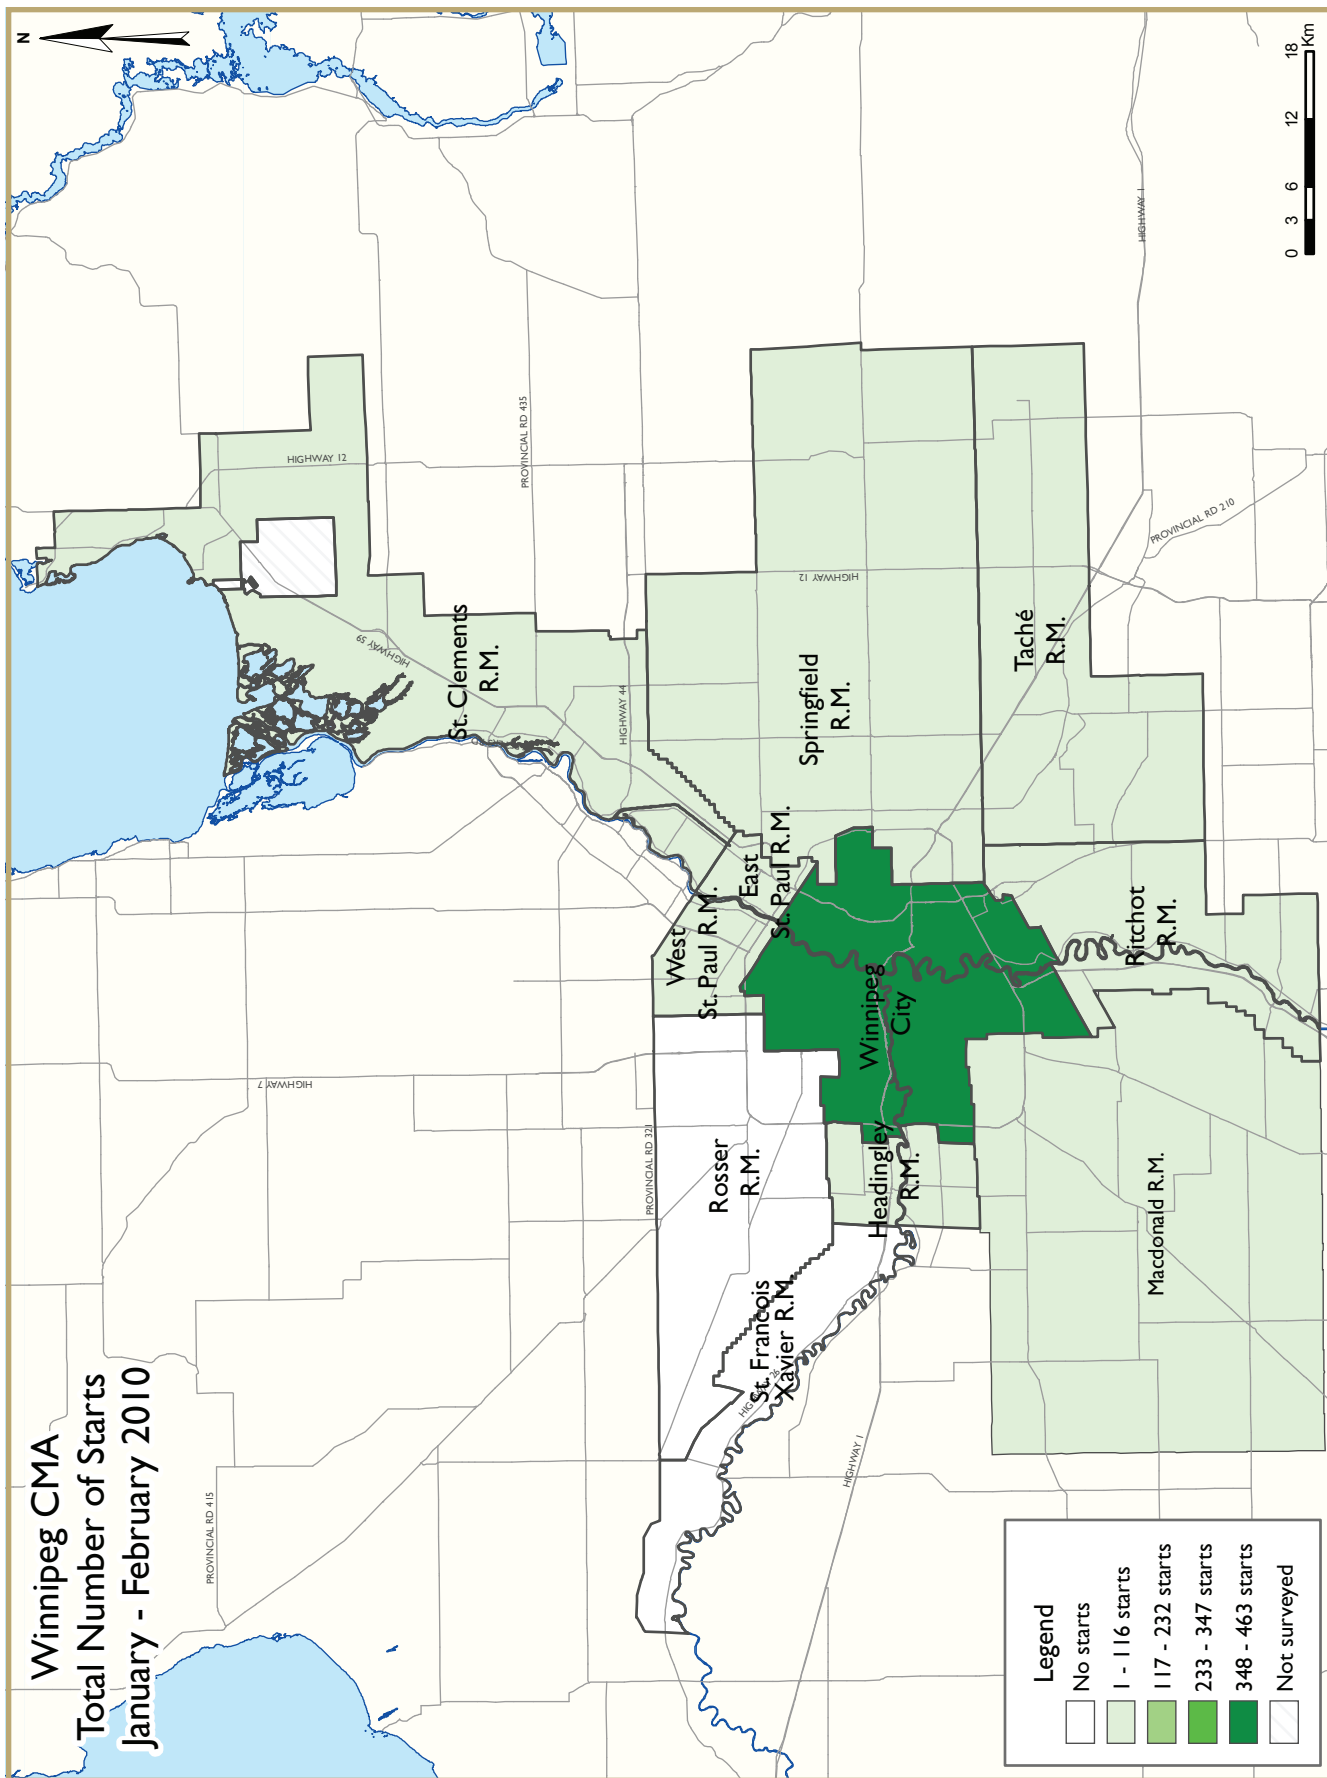 Winnipeg CMA
Total Number of Starts
January - February 2010
N
PROVINCIAL RD 415
HIGHWAY 7
PROVINCIAL RD 321
HIGHWAY 12
PROVINCIAL RD 435
HIGHWAY 59
St. Clements
R.M.
HIGHWAY 44
HIGHWAY 12
Springfield
R.M.
East
St. Paul R.M.
West
St. Paul R.M.
Rosser
R.M.
St. Francois
Xavier R.M.
26
HIGHWAY 1
Headingley
R.M.
Winnipeg
City
Taché
R.M.
Ritchot
R.M.
Macdonald R.M.
HIGHWAY 1
PROVINCIAL RD 210
Legend
No starts
1 - 116 starts
117 - 232 starts
233 - 347 starts
348 - 463 starts
Not surveyed
0 3 6 12 18
Km